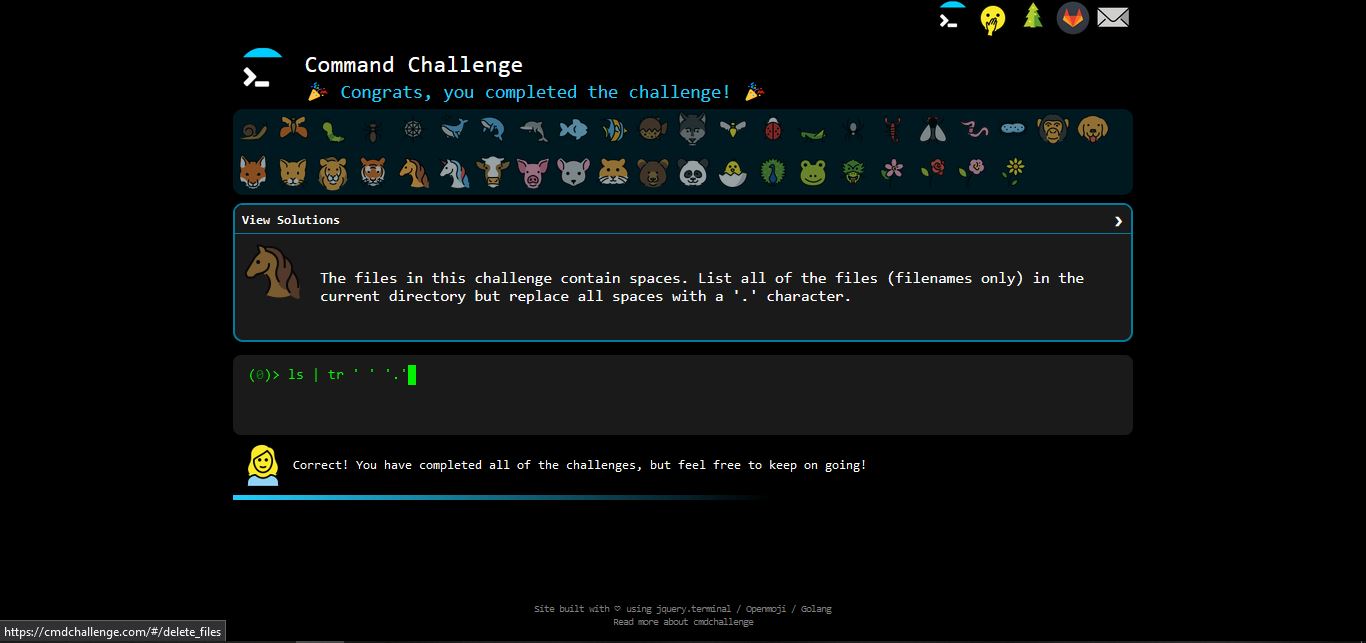 Command Challenge
Congrats, you completed the challenge!
View Solutions
The files in this challenge contain spaces. List all of the files (filenames only) in the
current directory but replace all spaces with a '.' character.
(0)> ls | tr ' ' '.'
Correct! You have completed all of the challenges, but feel free to keep on going!
Site built with ♡ using jquery.terminal / Openmoji / Golang
Read more about cmdchallenge
https://cmdchallenge.com/#/delete_files